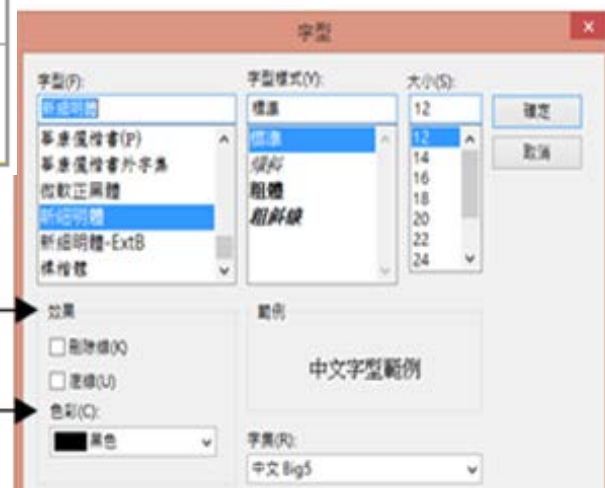 字型
字型(F):
新細明體
華康儷楷書(P)
華康儷楷書外字集
微軟正黑體
新細明體
新細明體-ExtB
標楷體
字型樣式(Y):
標準
標準
傾斜
粗體
粗斜線
大小(S):
12
12
14
16
18
20
22
24
確定
取消
效果
刪除線(K)
底線(U)
色彩(C):
黑色
範例
中文字型範例
字集(R):
中文 Big5